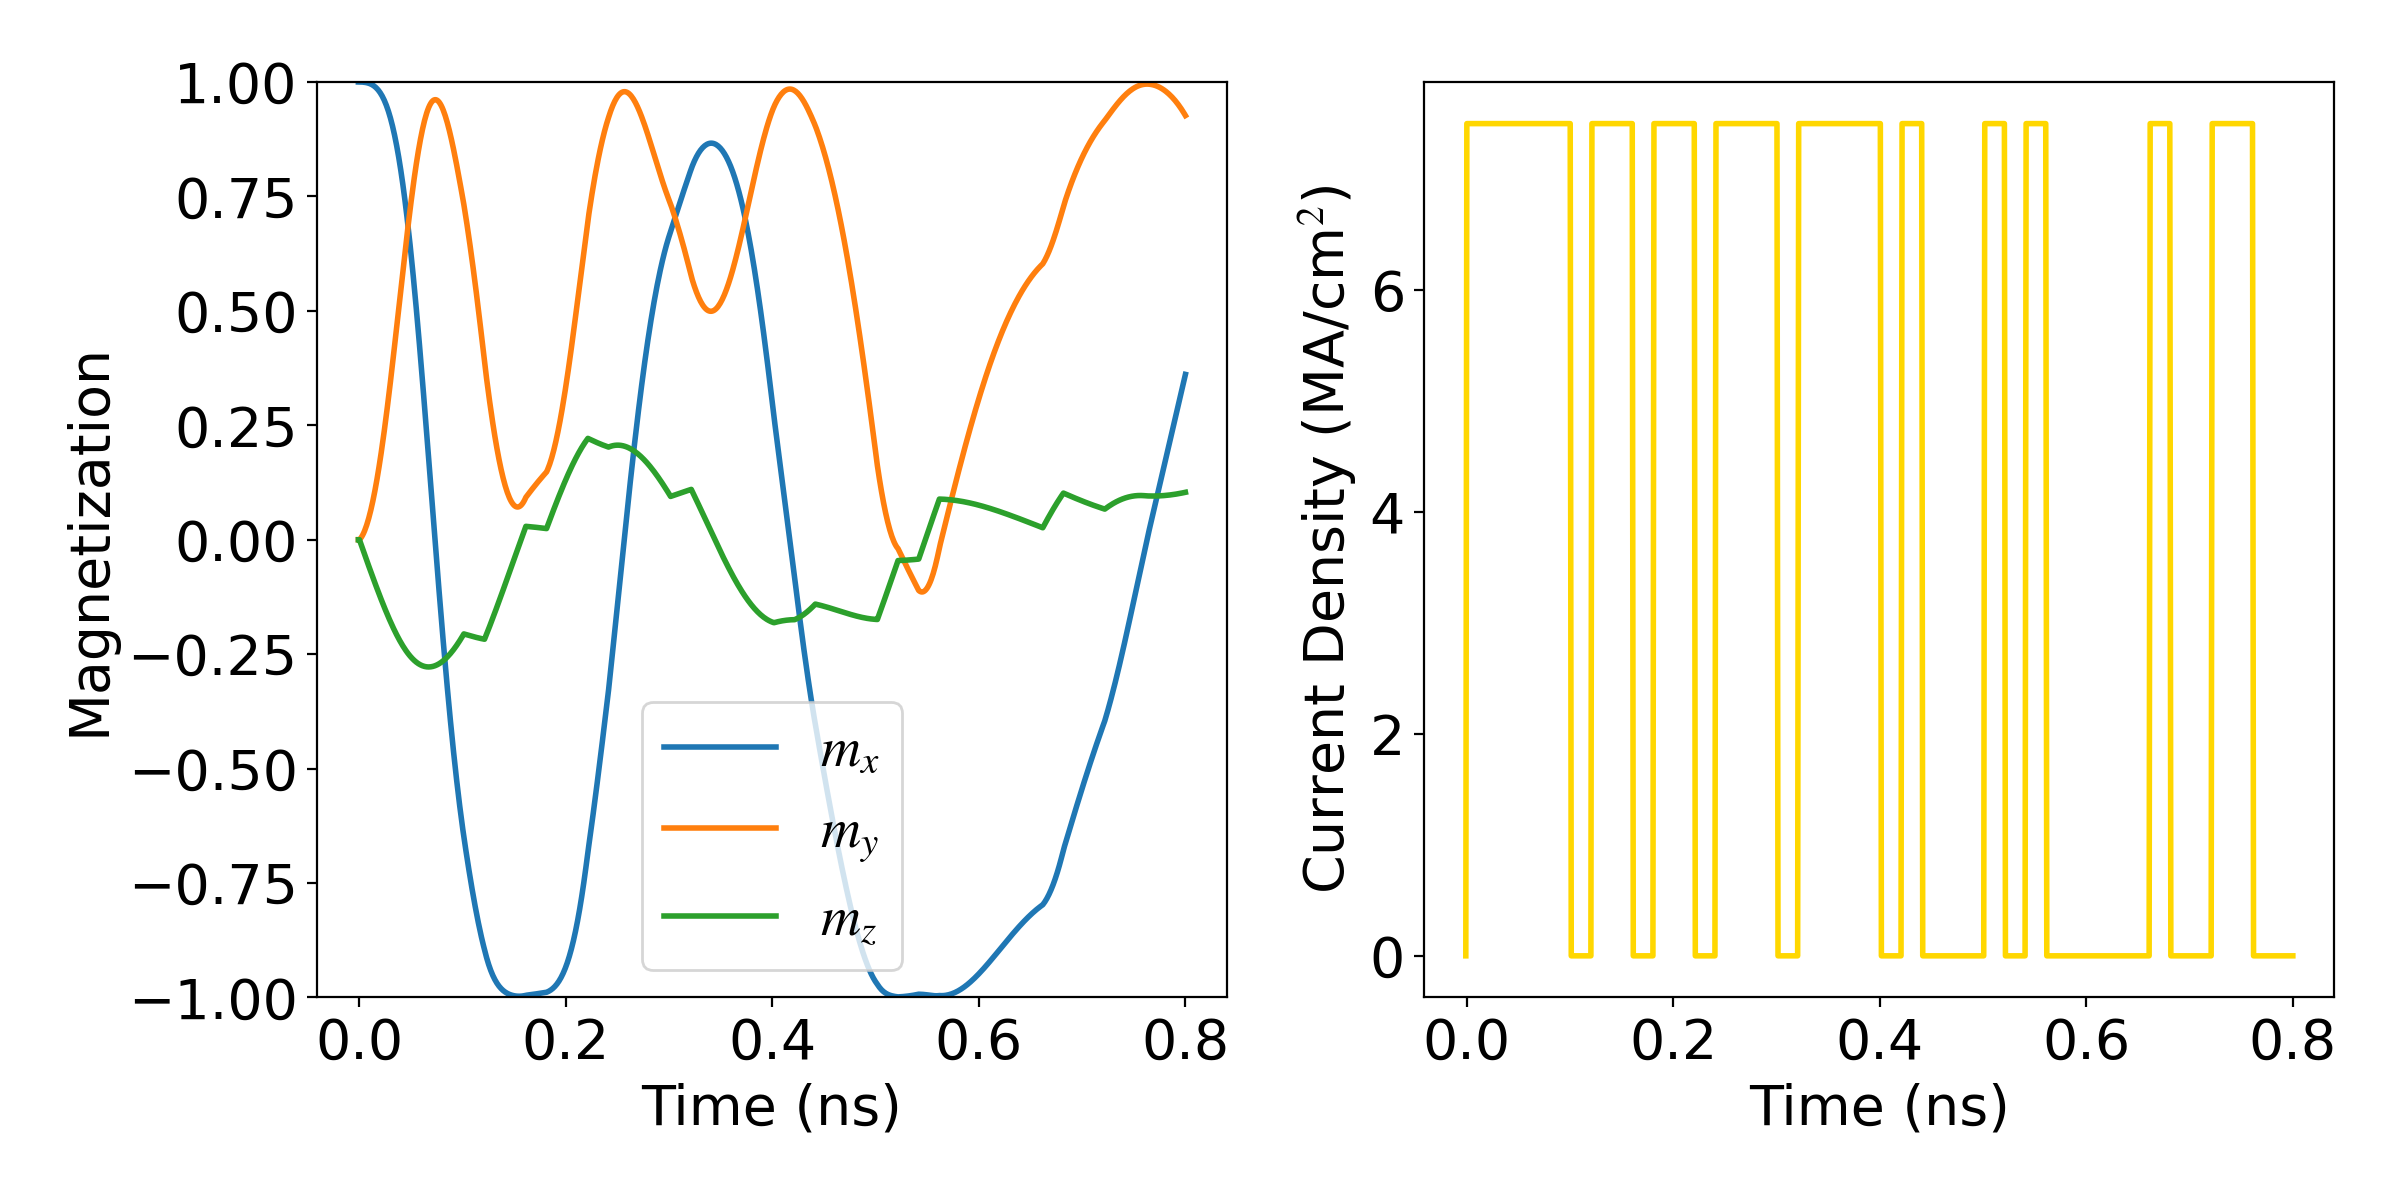 Magnetization
1.00
0.75
0.50
0.25
0.00
−0.25
−0.50
−0.75
−1.00
0.0 0.2 0.4 0.6 0.8
Time (ns)
m_x
m_y
m_z
Current Density (MA/cm²)
6
4
2
0
0.0 0.2 0.4 0.6 0.8
Time (ns)